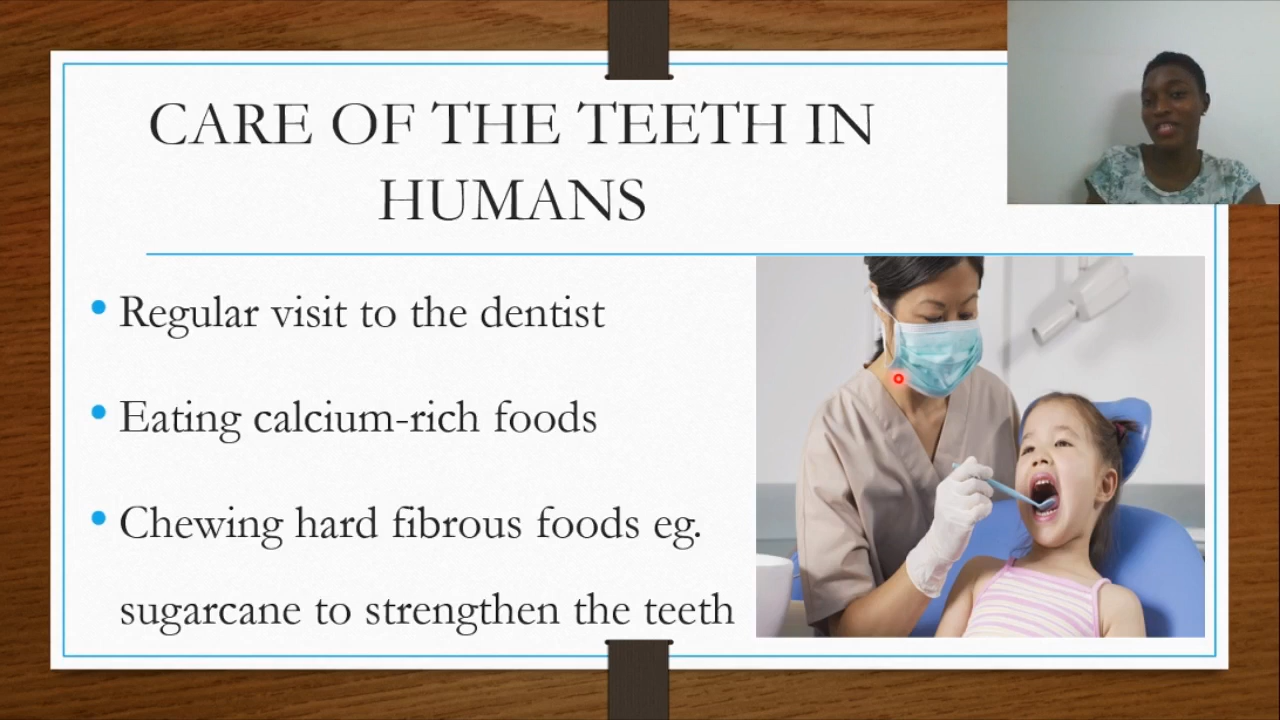 CARE OF THE TEETH IN
HUMANS
• Regular visit to the dentist
• Eating calcium-rich foods
• Chewing hard fibrous foods eg.
sugarcane to strengthen the teeth